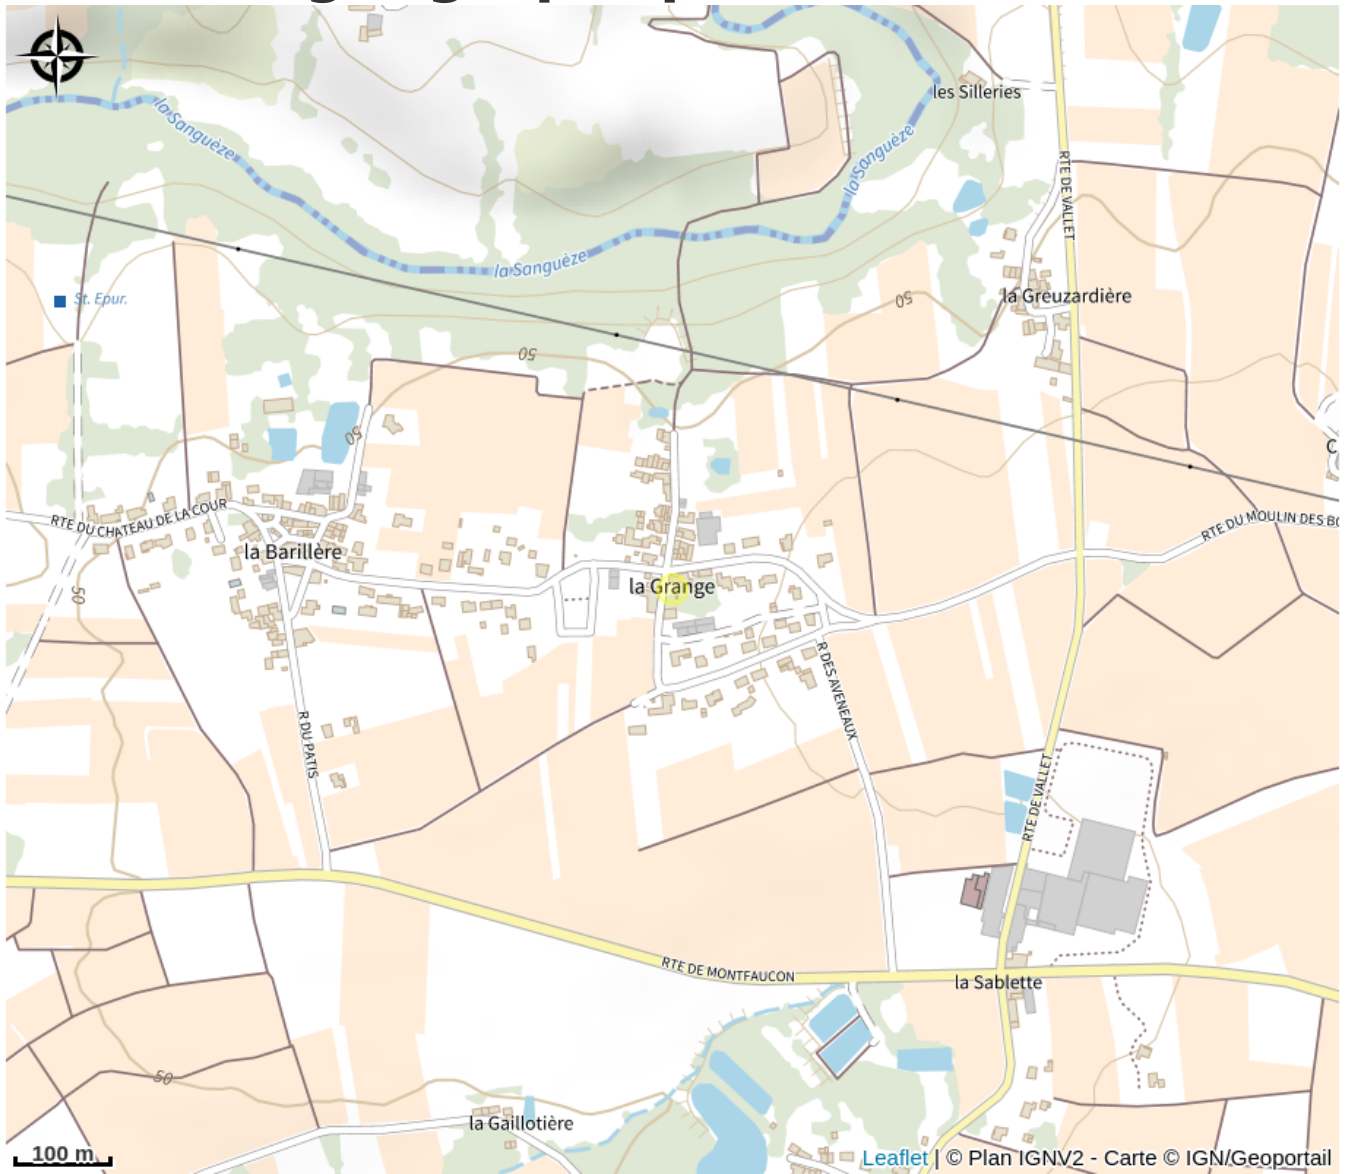 les Silleries
la Sanguèze
la Sanguèze
RTE DE VALLET
la Sanguèze
St. Epur.
50
la Greuzardière
50
50
C
RTE DU CHATEAU DE LA COUR
RTE DU MOULIN DES BO
la Barillère
la Grange
50
R DES AVENEAUX
R DU PATIS
RTE DE VALLET
RTE DE MONTFAUCON
la Sablette
50
la Gaillotière
100 m
Leaflet | © Plan IGNV2 - Carte © IGN/Geoportail